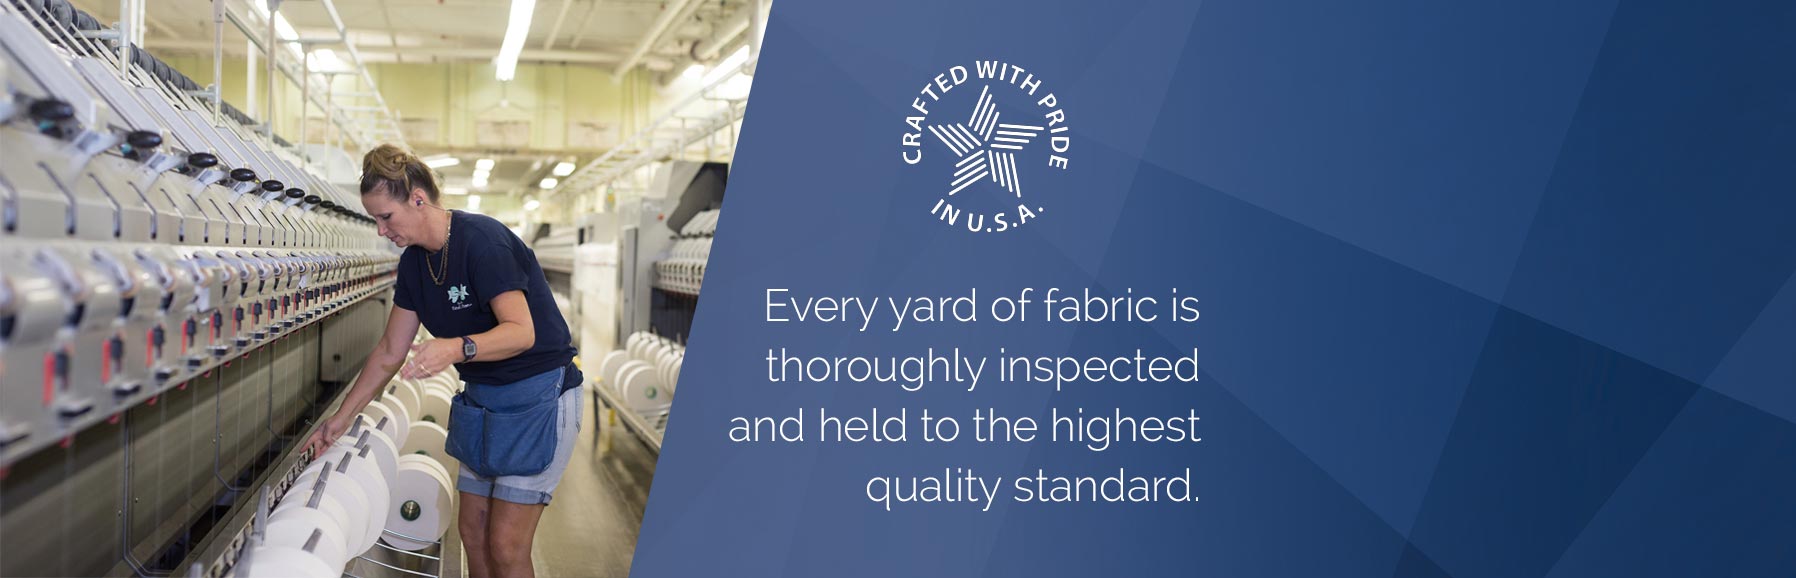 CRAFTED WITH PRIDE
IN U.S.A.
Every yard of fabric is
thoroughly inspected
and held to the highest
quality standard.